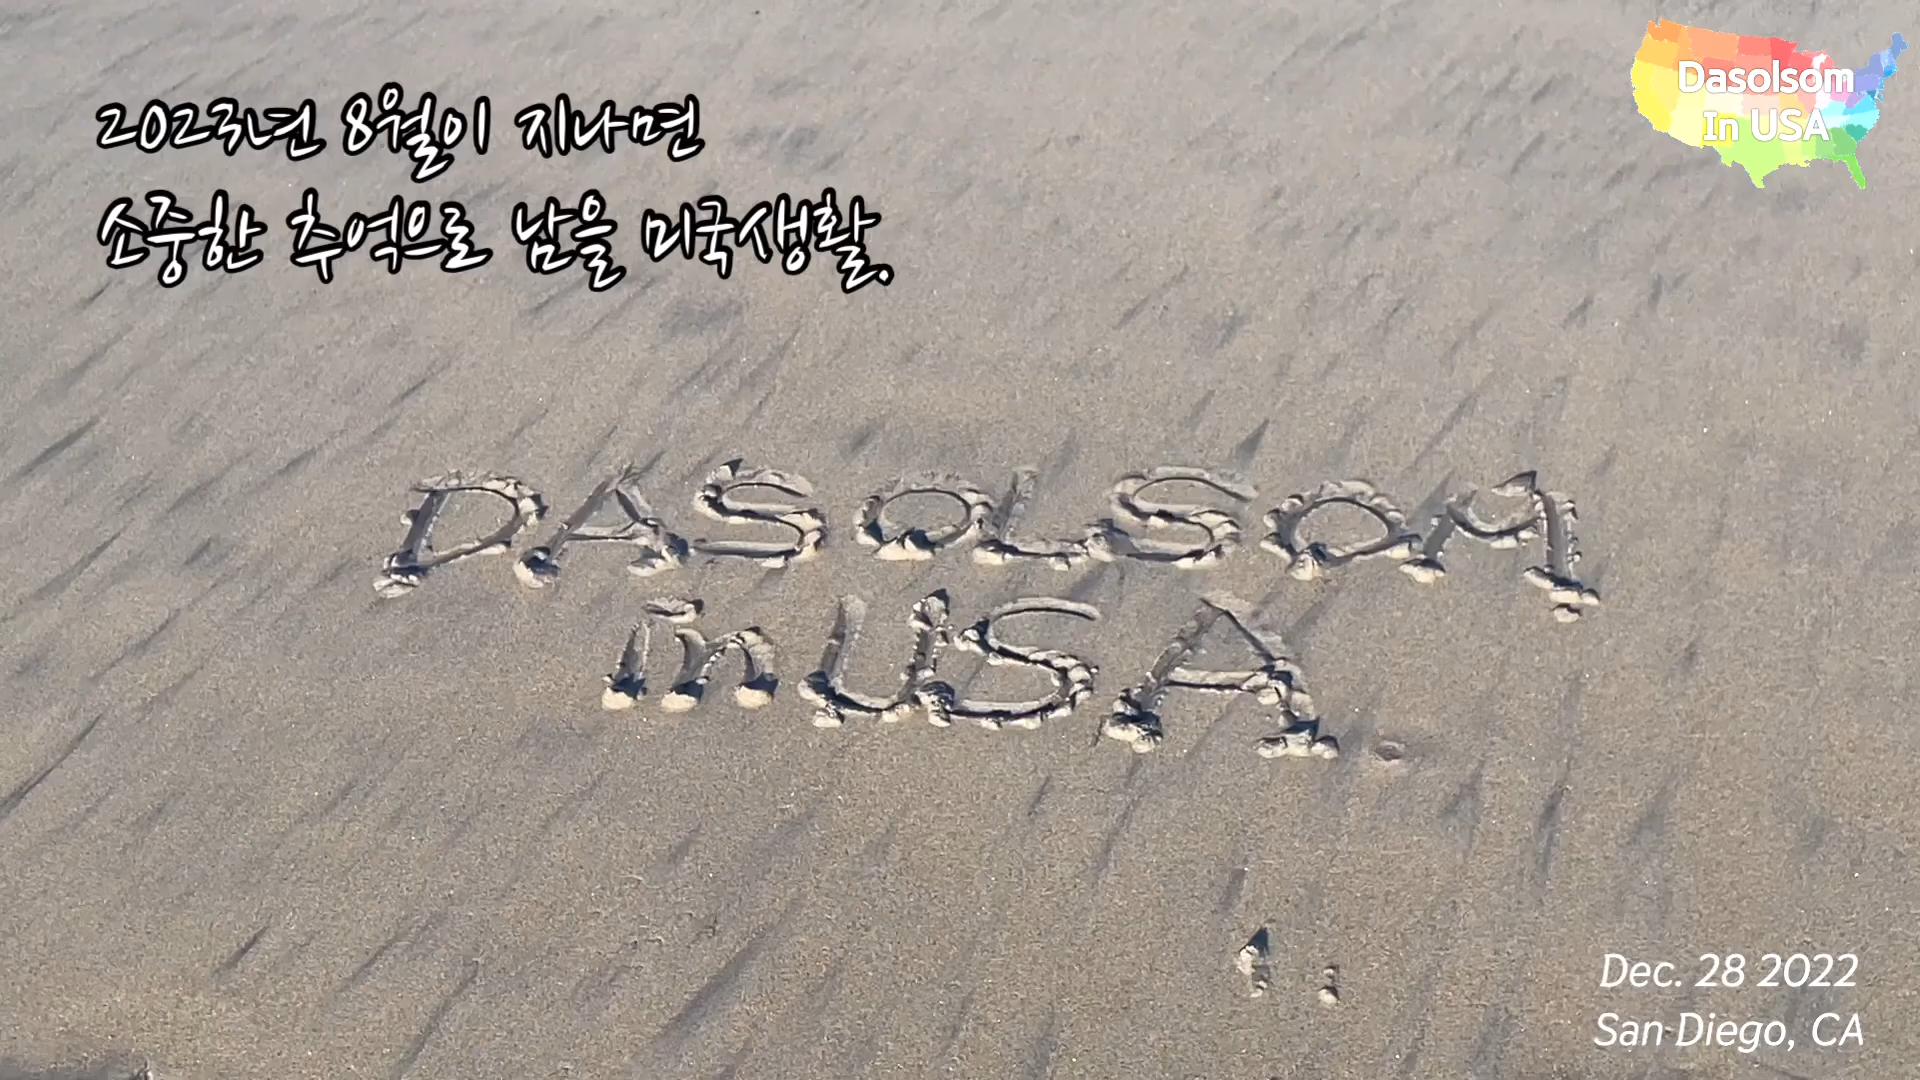 2023년 8월이 지나면
소중한 추억으로 남을 미국생활.
Dasolsom
In USA
DASOLSOM
in USA
Dec. 28 2022
San Diego, CA